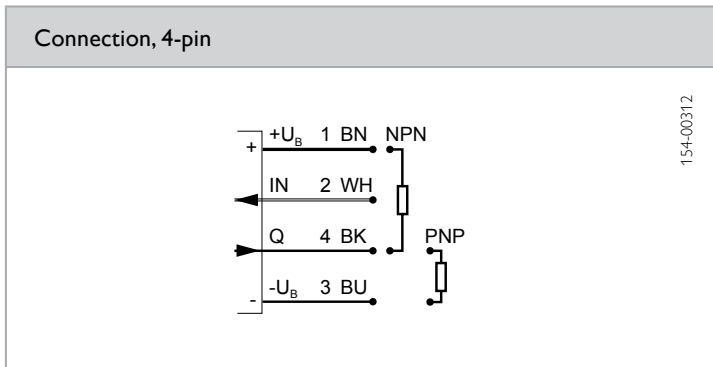 Connection, 4-pin
+U_B 1 BN NPN
+
IN 2 WH
Q 4 BK PNP
-U_B 3 BU
-
154-00312